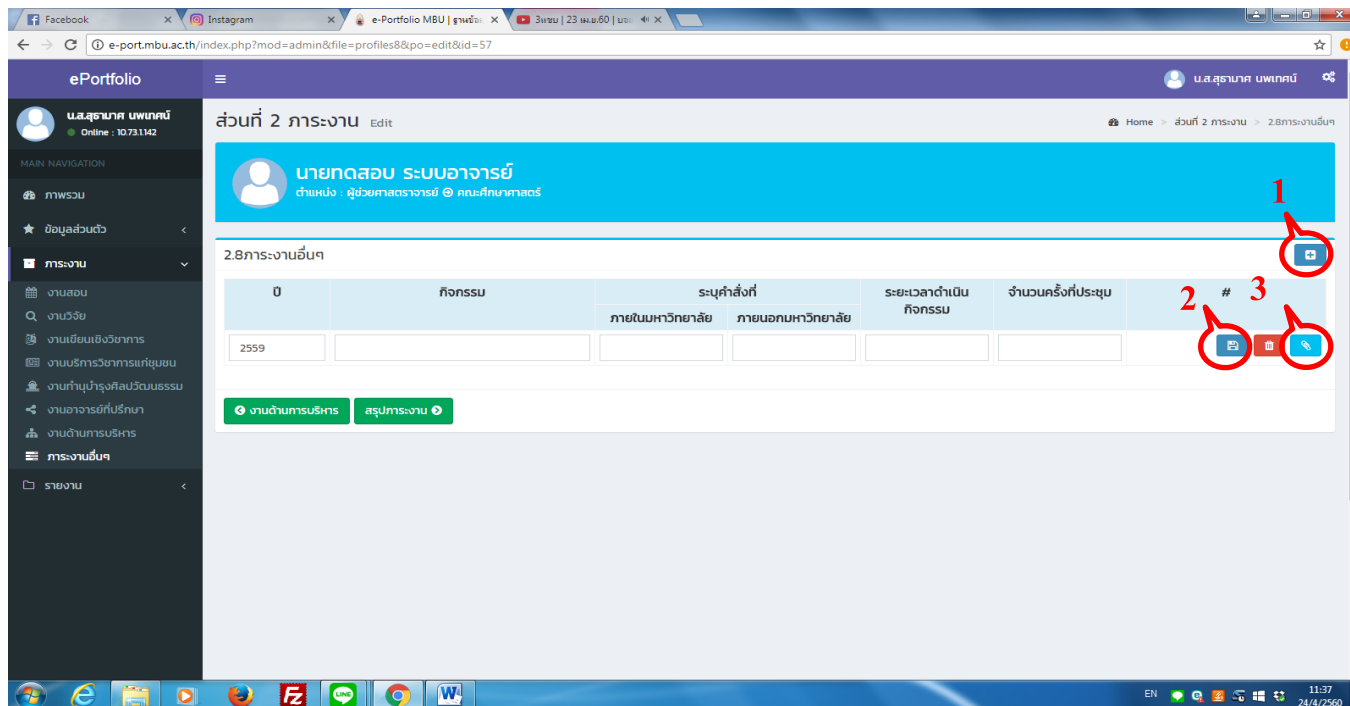 Facebook
Instagram
e-Portfolio MBU | ฐานข้อ
3แซบ | 23 เม.ย.60 | มอ
e-port.mbu.ac.th/index.php?mod=admin&file=profiles8&po=edit&id=57
ePortfolio
น.ส.สุธามาศ นพเทศน์
น.ส.สุธามาศ นพเทศน์
Online : 10.73.1.142
ส่วนที่ 2 ภาระงาน Edit
Home > ส่วนที่ 2 ภาระงาน > 2.8ภาระงานอื่นๆ
MAIN NAVIGATION
ภาพรวม
ข้อมูลส่วนตัว
ภาระงาน
งานสอน
งานวิจัย
งานเขียนเชิงวิชาการ
งานบริการวิชาการแก่ชุมชน
งานทำนุบำรุงศิลปวัฒนธรรม
งานอาจารย์ที่ปรึกษา
งานด้านการบริหาร
ภาระงานอื่นๆ
รายงาน
นายทดสอบ ระบบอาจารย์
ตำแหน่ง : ผู้ช่วยศาสตราจารย์ คณะศึกษาศาสตร์
1
2.8ภาระงานอื่นๆ
ปี กิจกรรม ระบุคำสั่งที่ ระยะเวลาดำเนินกิจกรรม จำนวนครั้งที่ประชุม #
ภายในมหาวิทยาลัย ภายนอกมหาวิทยาลัย
2 3
2559
งานด้านการบริหาร สรุปภาระงาน
EN
11:37
24/4/2560